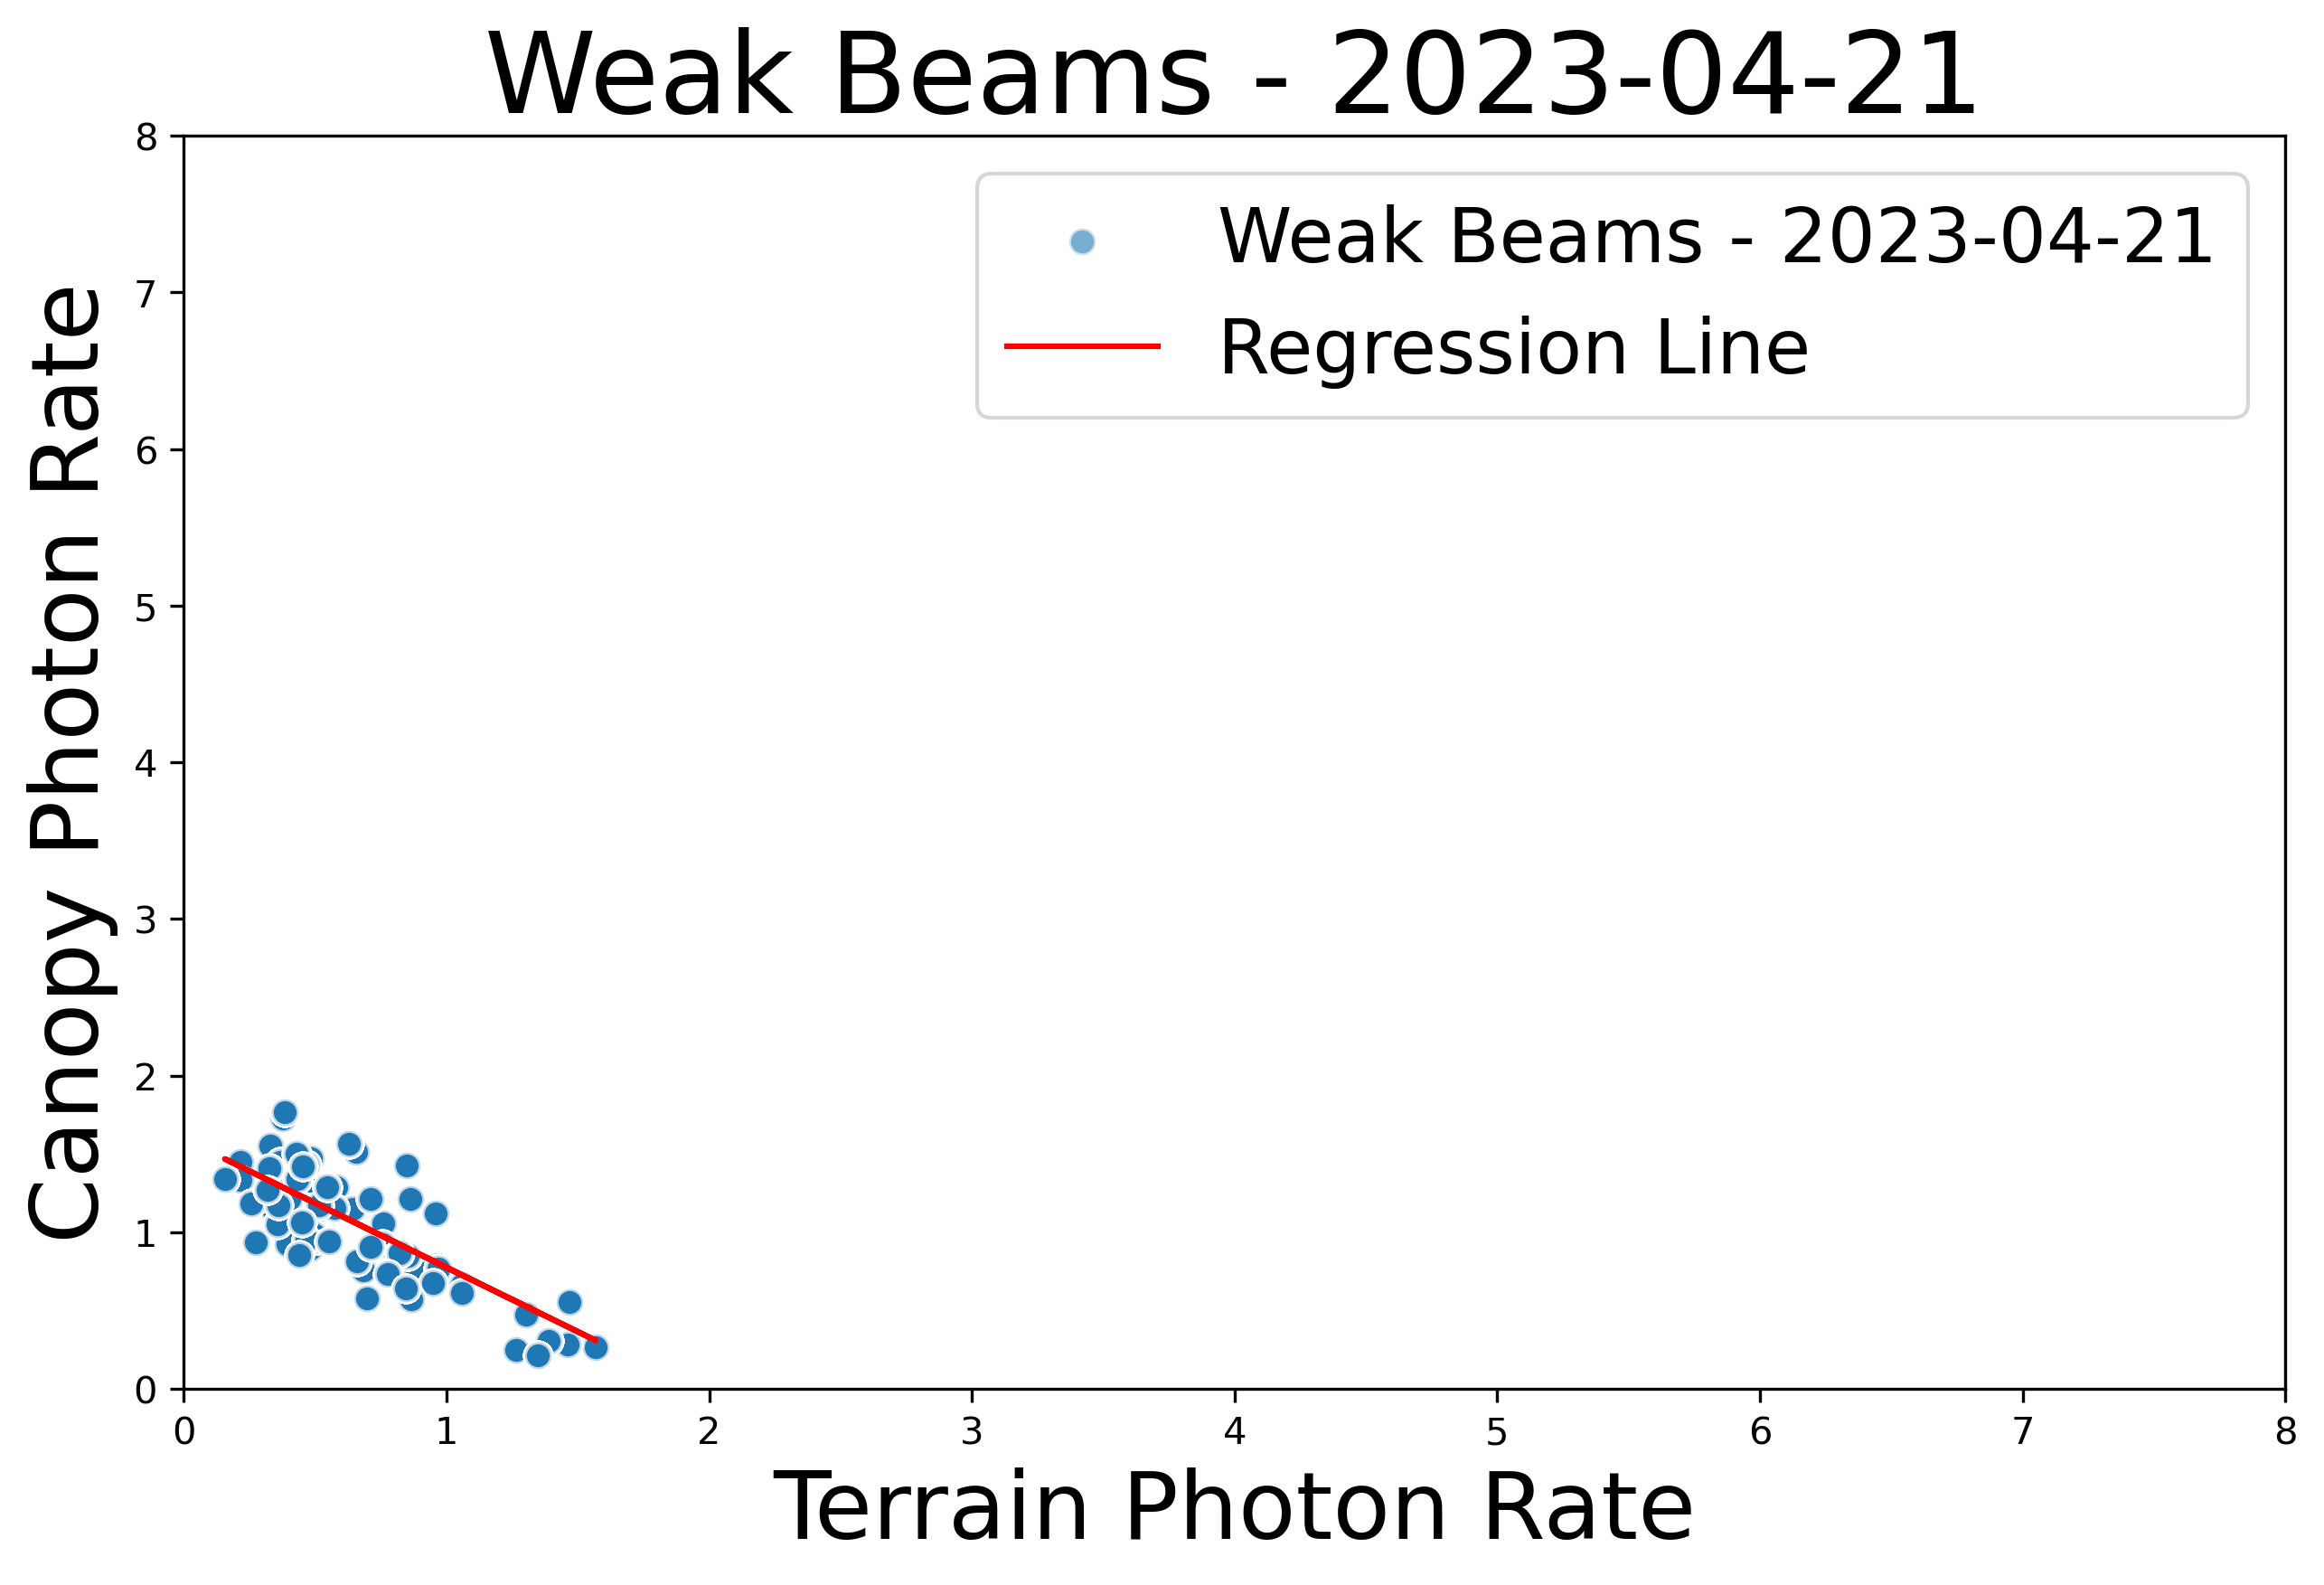 Weak Beams - 2023-04-21
Weak Beams - 2023-04-21
Regression Line
Canopy Photon Rate
8
7
6
5
4
3
2
1
0
0 1 2 3 4 5 6 7 8
Terrain Photon Rate